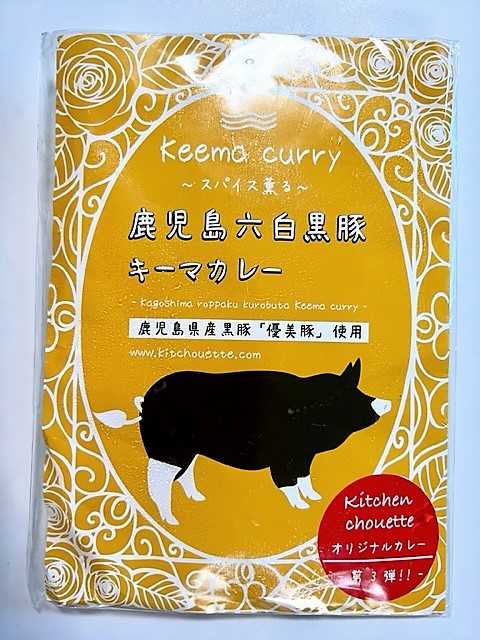 Keema curry
～スパイス薫る～
鹿児島六白黒豚
キーマカレー
- Kagoshima roppaku kurobuta Keema curry -
鹿児島県産黒豚「優美豚」使用
www.kitchouette.com
Kitchen
chouette
オリジナルカレー
第3弾!! -